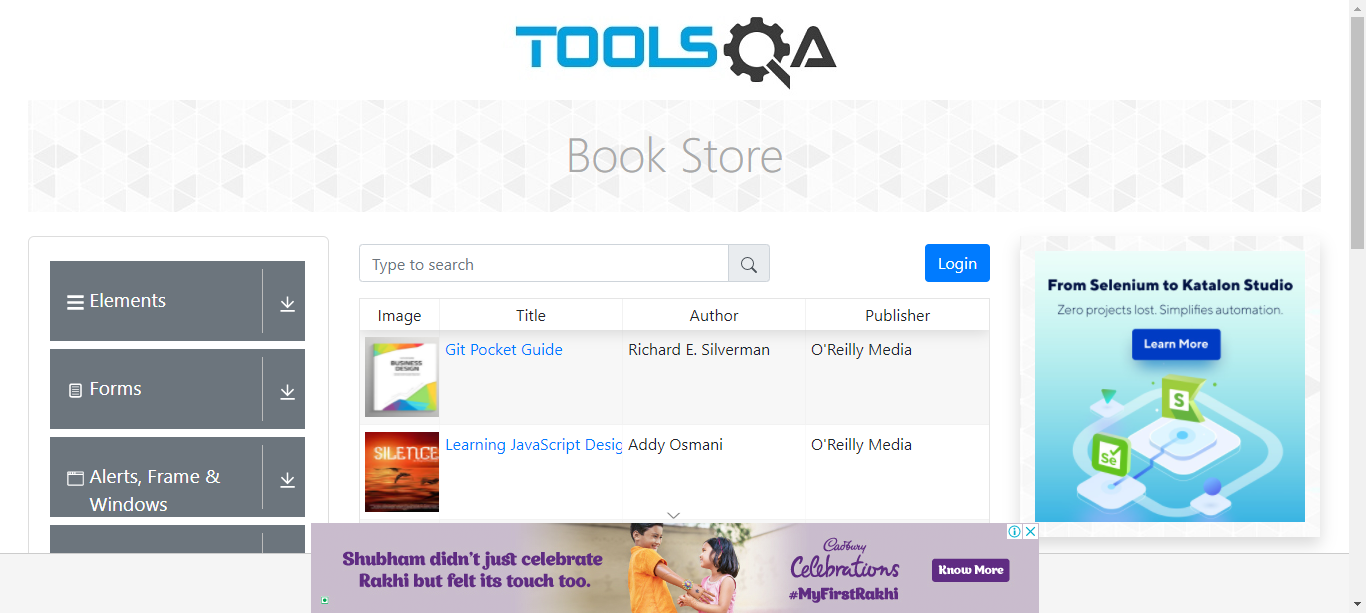 TOOLSQA
Book Store
Elements
Forms
Alerts, Frame &
Windows
Type to search
Login
Image Title Author Publisher
BUSINESS
DESIGN
Git Pocket Guide Richard E. Silverman O'Reilly Media
SILENCE
Learning JavaScript Desig Addy Osmani O'Reilly Media
From Selenium to Katalon Studio
Zero projects lost. Simplifies automation.
Learn More
S
Se
Shubham didn't just celebrate
Rakhi but felt its touch too.
Cadbury
Celebrations
#MyFirstRakhi
Know More